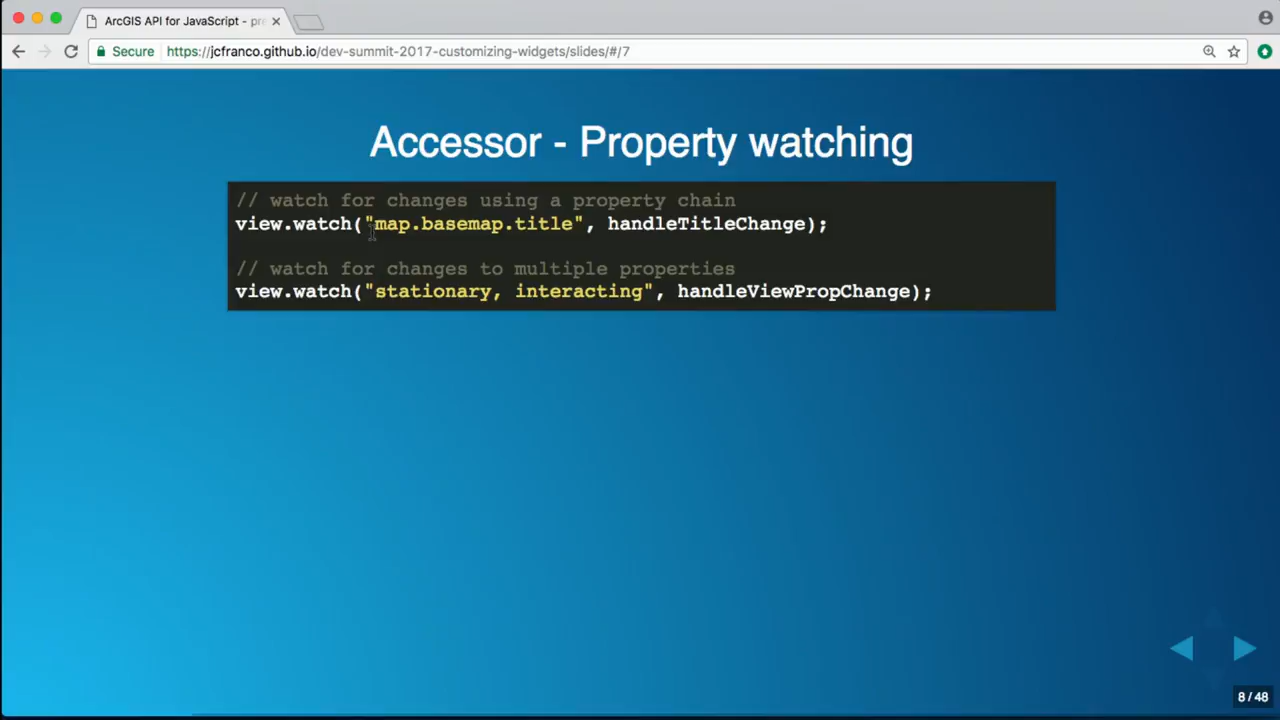 ArcGIS API for JavaScript - pre
Secure https://jcfranco.github.io/dev-summit-2017-customizing-widgets/slides/#/7
Accessor - Property watching
// watch for changes using a property chain
view.watch("map.basemap.title", handleTitleChange);
// watch for changes to multiple properties
view.watch("stationary, interacting", handleViewPropChange);
8 / 48